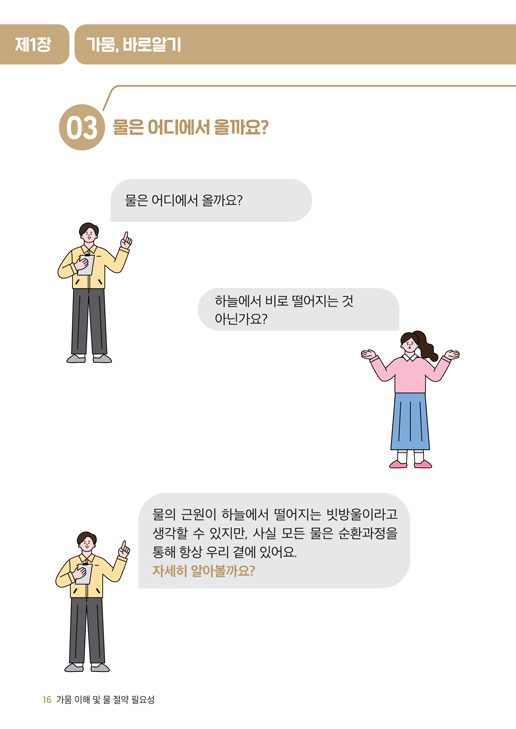 제1장
가뭄, 바로알기
03
물은 어디에서 올까요?
물은 어디에서 올까요?
하늘에서 비로 떨어지는 것
아닌가요?
물의 근원이 하늘에서 떨어지는 빗방울이라고
생각할 수 있지만, 사실 모든 물은 순환과정을
통해 항상 우리 곁에 있어요.
자세히 알아볼까요?
16 가뭄 이해 및 물 절약 필요성